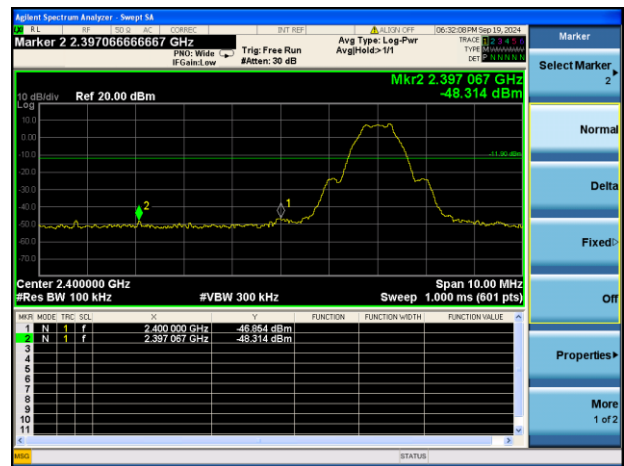 Agilent Spectrum Analyzer - Swept SA
RL RF 50 Ω AC CORREC INT REF ALIGN OFF 06:32:08 PM Sep 19, 2024
Marker 2 2.397066666667 GHz
PNO: Wide
IFGain:Low
Trig: Free Run
#Atten: 30 dB
Avg Type: Log-Pwr
Avg|Hold>1/1
TRACE 1 2 3 4 5 6
TYPE M
DET P N N N N N
Mkr2 2.397 067 GHz
-48.314 dBm
10 dB/div Ref 20.00 dBm
Log
10.0
0.00
-10.0
-20.0
-30.0
-40.0
-50.0
-60.0
-70.0
-11.90 dBm
2
1
Center 2.400000 GHz Span 10.00 MHz
#Res BW 100 kHz #VBW 300 kHz Sweep 1.000 ms (601 pts)
MKR MODE TRC SCL X Y FUNCTION FUNCTION WIDTH FUNCTION VALUE
1 N 1 f 2.400 000 GHz -46.854 dBm
2 N 1 f 2.397 067 GHz -48.314 dBm
3
4
5
6
7
8
9
10
11
MSG STATUS
Marker
Select Marker
2
Normal
Delta
Fixed
Off
Properties
More
1 of 2